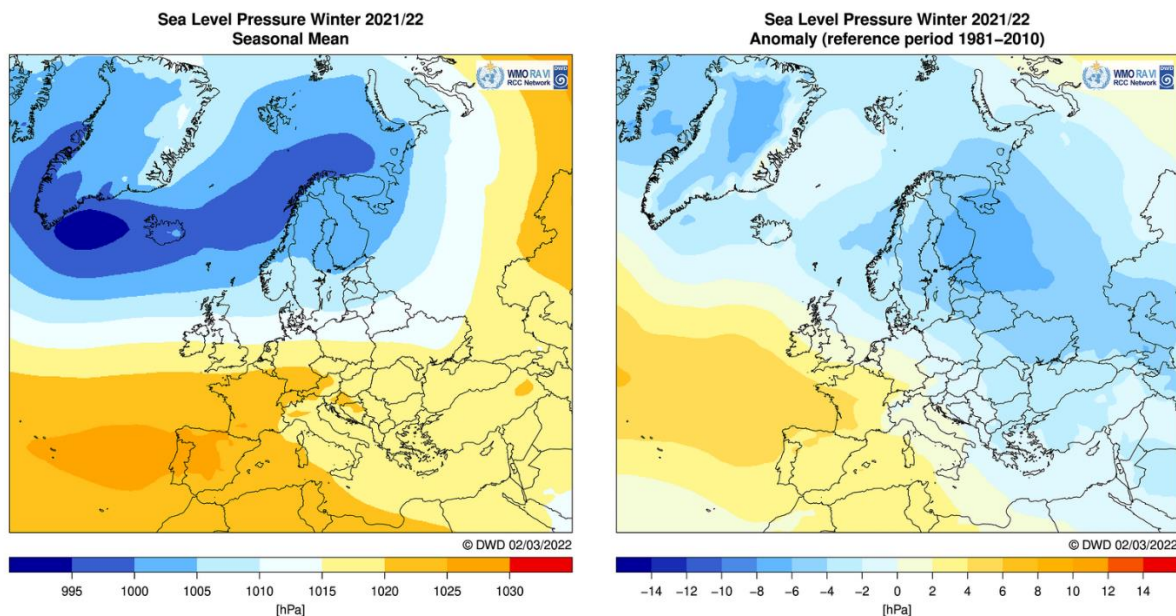 Sea Level Pressure Winter 2021/22
Seasonal Mean
WMO RA VI
RCC Network
DWD
© DWD 02/03/2022
995 1000 1005 1010 1015 1020 1025 1030
[hPa]
Sea Level Pressure Winter 2021/22
Anomaly (reference period 1981−2010)
WMO RA VI
RCC Network
DWD
© DWD 02/03/2022
−14 −12 −10 −8 −6 −4 −2 0 2 4 6 8 10 12 14
[hPa]